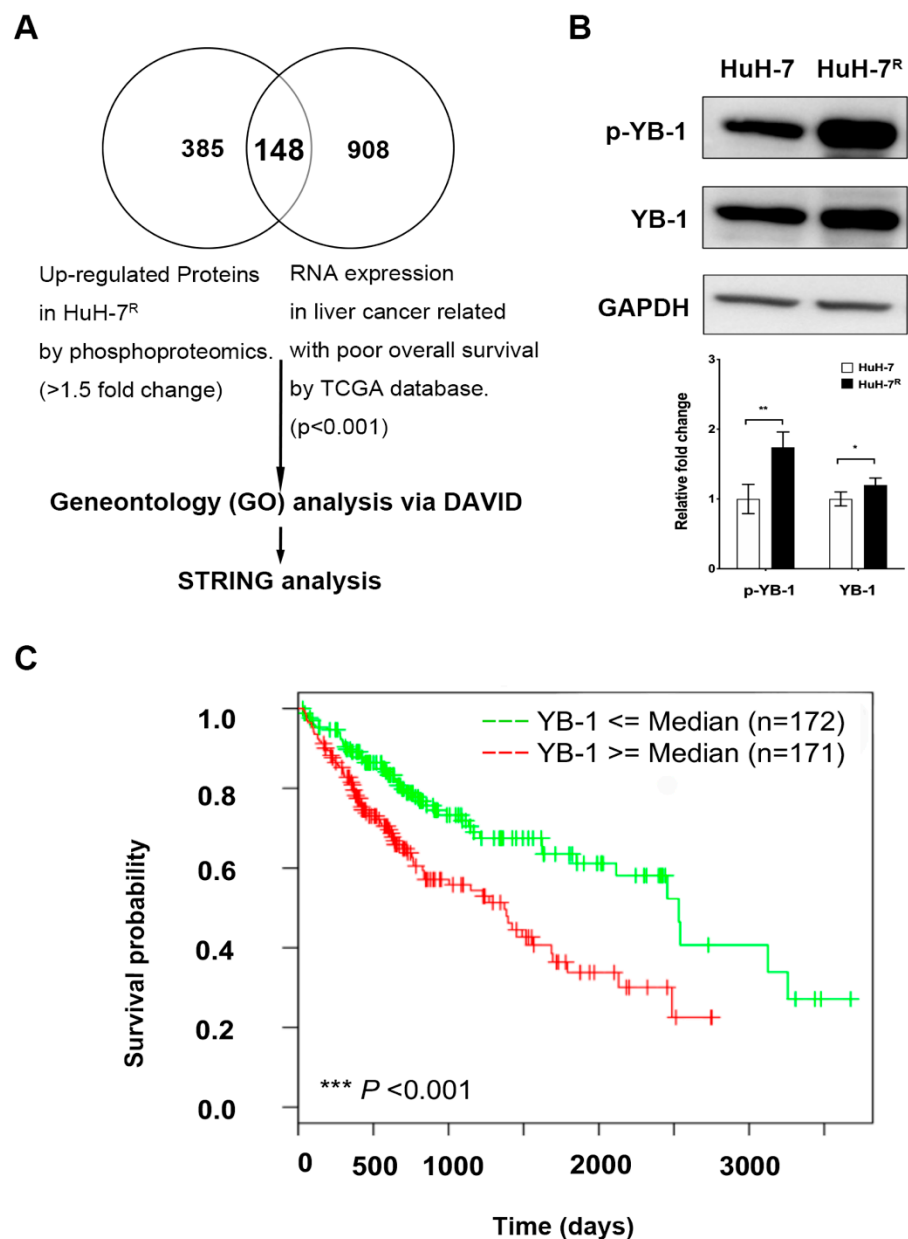 A
385
148
908
Up-regulated Proteins
in HuH-7ᴿ
by phosphoproteomics.
(>1.5 fold change)
RNA expression
in liver cancer related
with poor overall survival
by TCGA database.
(p<0.001)
Geneontology (GO) analysis via DAVID
STRING analysis
B
HuH-7 HuH-7ᴿ
p-YB-1
YB-1
GAPDH
Relative fold change
3
2
1
0
HuH-7
HuH-7ᴿ
**
*
p-YB-1 YB-1
C
Survival probability
1.0
0.8
0.6
0.4
0.2
0.0
YB-1 <= Median (n=172)
YB-1 >= Median (n=171)
*** P <0.001
0 500 1000 2000 3000
Time (days)